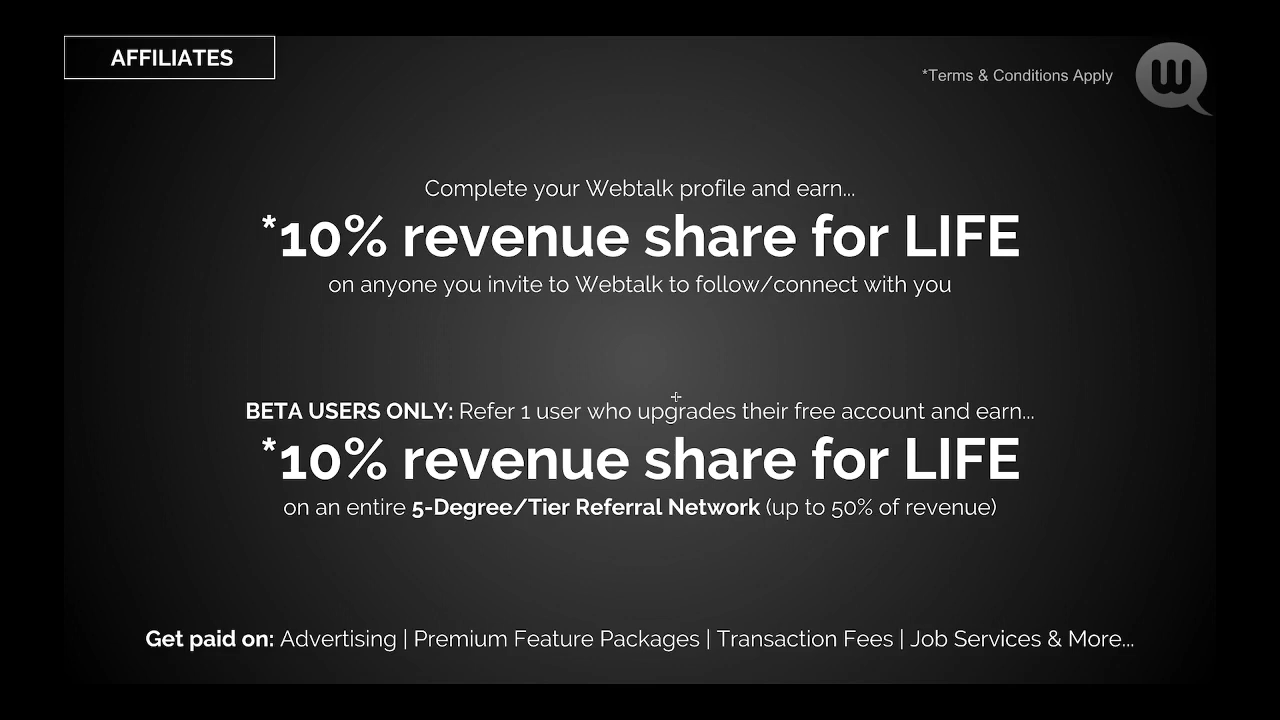 AFFILIATES
*Terms & Conditions Apply
W
Complete your Webtalk profile and earn...
*10% revenue share for LIFE
on anyone you invite to Webtalk to follow/connect with you
BETA USERS ONLY: Refer 1 user who upgrades their free account and earn...
*10% revenue share for LIFE
on an entire 5-Degree/Tier Referral Network (up to 50% of revenue)
Get paid on: Advertising | Premium Feature Packages | Transaction Fees | Job Services & More...